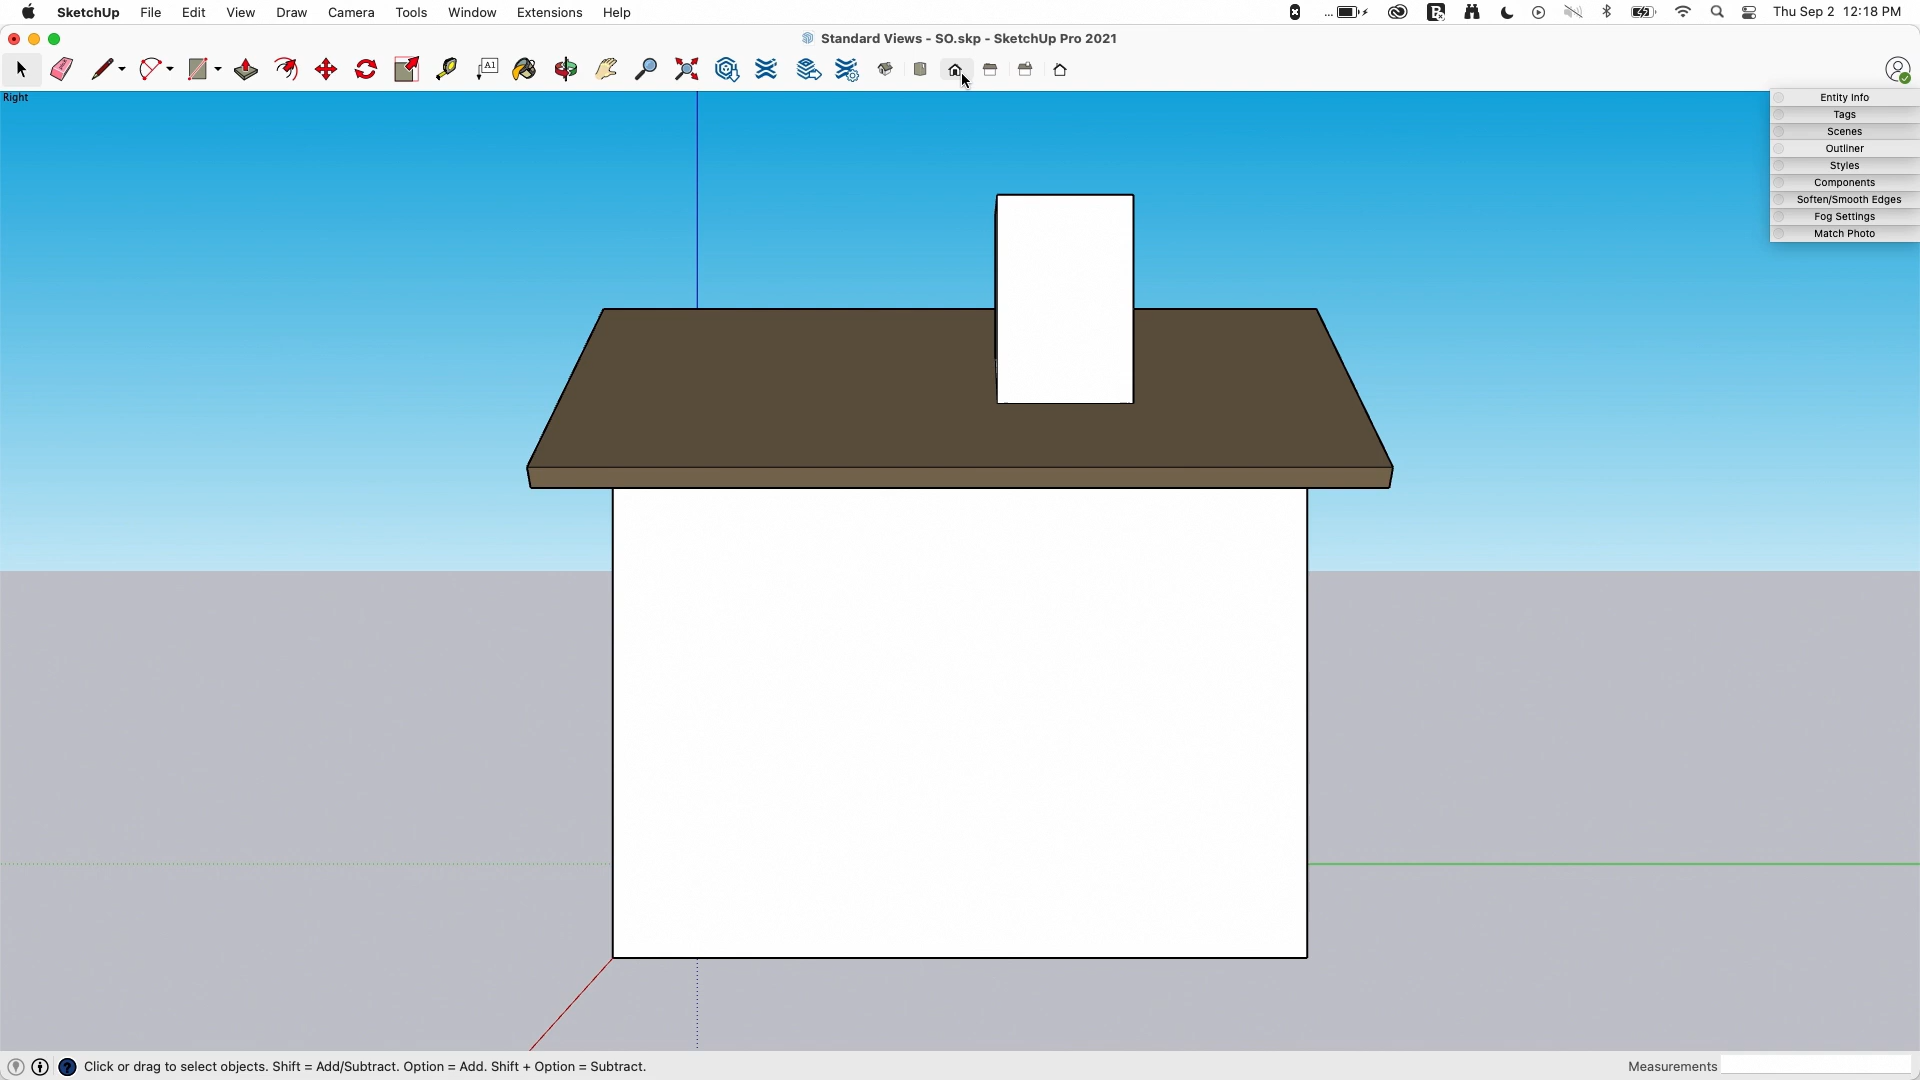 SketchUp File Edit View Draw Camera Tools Window Extensions Help ... Thu Sep 2 12:18 PM
Standard Views - SO.skp - SketchUp Pro 2021
A1
Right
Entity Info
Tags
Scenes
Outliner
Styles
Components
Soften/Smooth Edges
Fog Settings
Match Photo
Click or drag to select objects. Shift = Add/Subtract. Option = Add. Shift + Option = Subtract. Measurements